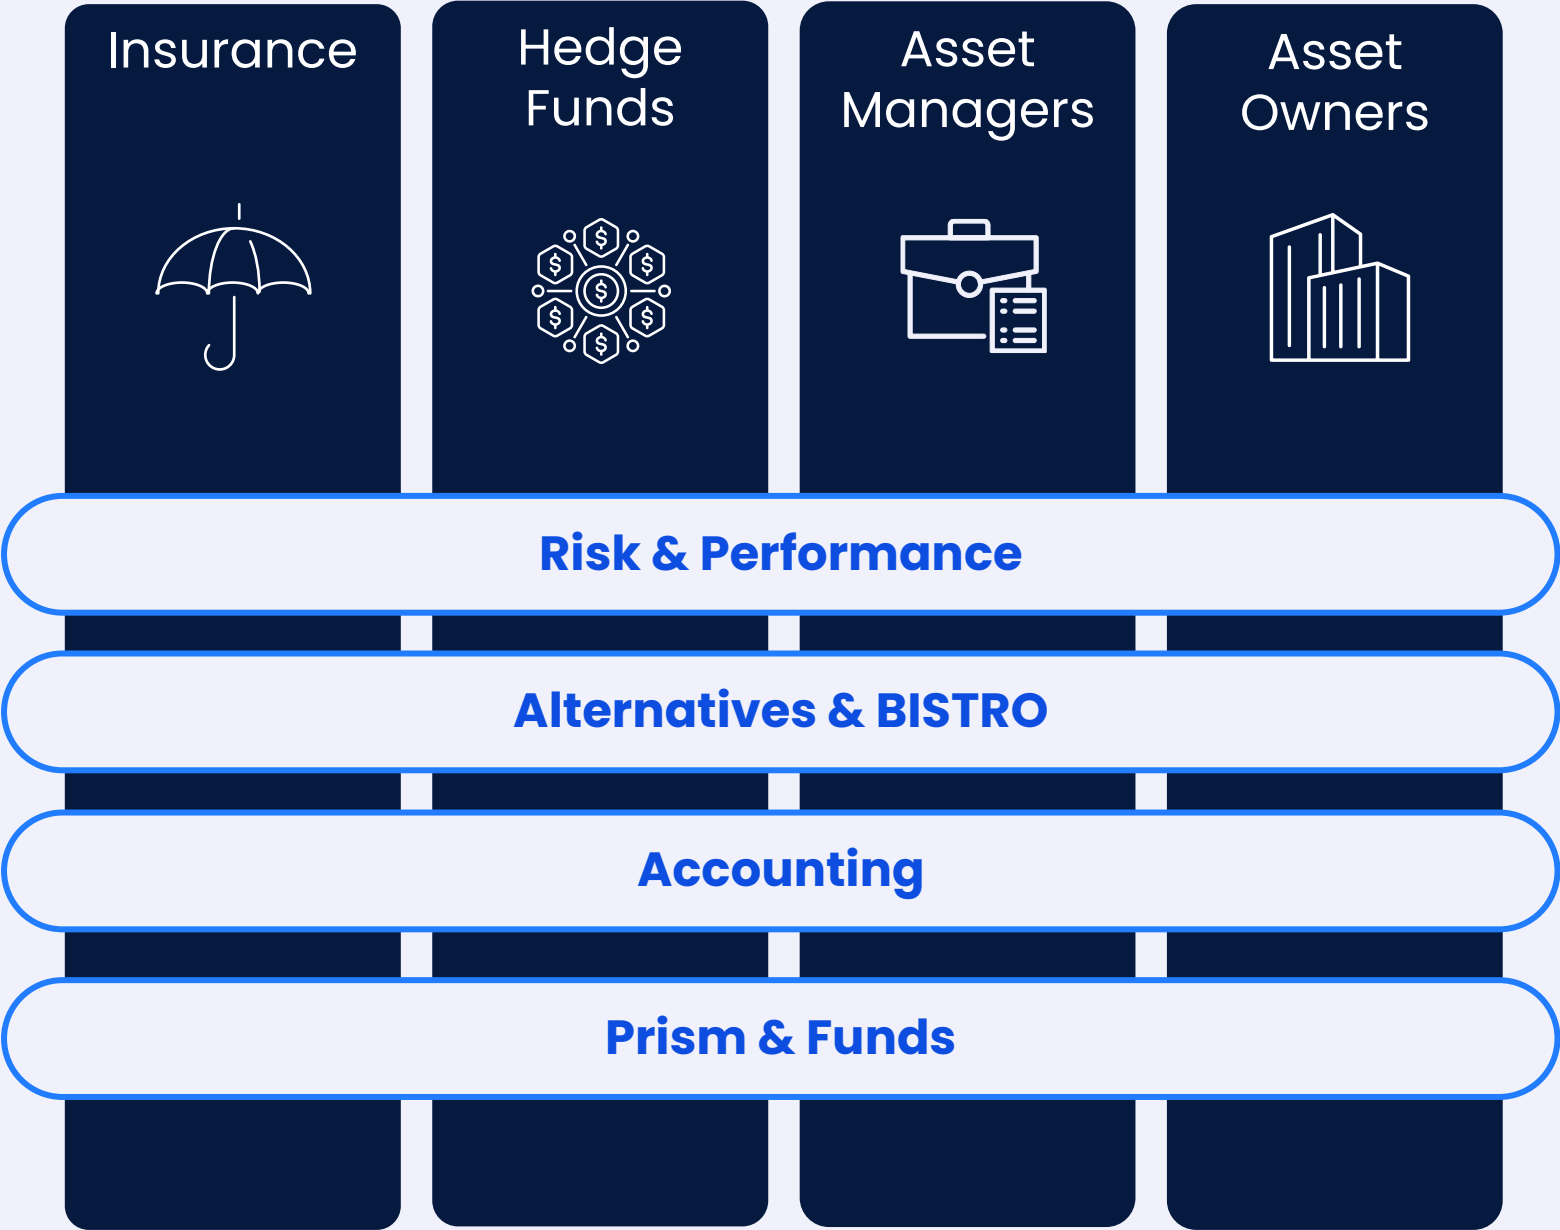 Insurance
Hedge
Funds
Asset
Managers
Asset
Owners
$
$
$
$
$
$
$
Risk & Performance
Alternatives & BISTRO
Accounting
Prism & Funds